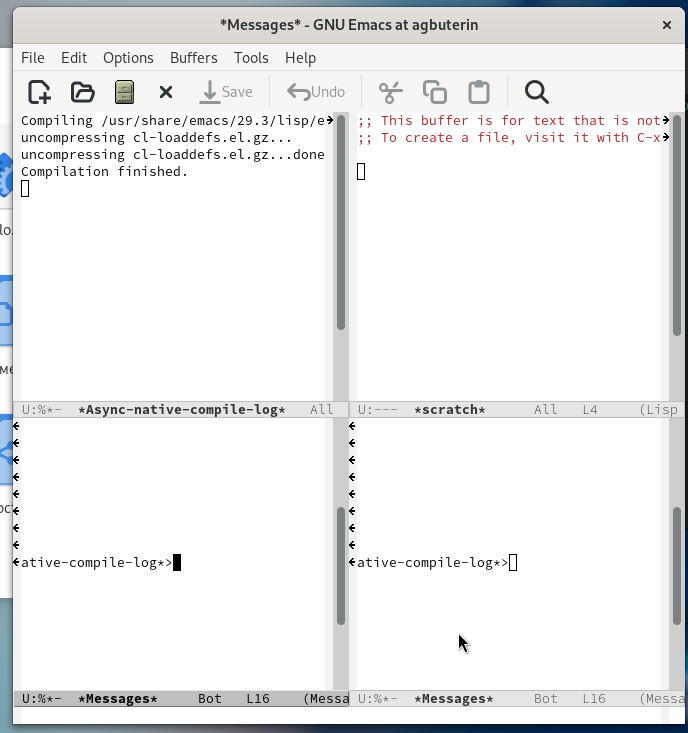 *Messages* - GNU Emacs at agbuterin
File Edit Options Buffers Tools Help
Save Undo
Compiling /usr/share/emacs/29.3/lisp/e
uncompressing cl-loaddefs.el.gz...
uncompressing cl-loaddefs.el.gz...done
Compilation finished.
;; This buffer is for text that is not
;; To create a file, visit it with C-x
U:%*- *Async-native-compile-log* All
U:--- *scratch* All L4 (Lisp
ative-compile-log*>
ative-compile-log*>
U:%*- *Messages* Bot L16 (Messa
U:%*- *Messages* Bot L16 (Messa